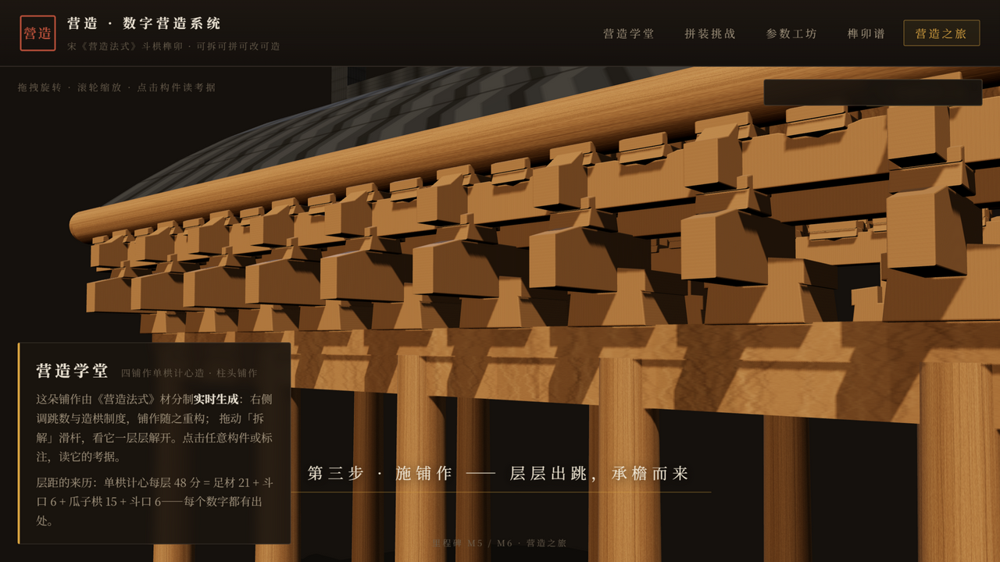 營造
营造 · 数字营造系统
宋《营造法式》斗栱榫卯 · 可拆可拼可改可造
营造学堂
拼装挑战
参数工坊
榫卯谱
营造之旅
拖拽旋转 · 滚轮缩放 · 点击构件读考据
营造学堂 四铺作单栱计心造 · 柱头铺作
这朵铺作由《营造法式》材分制实时生成：右侧
调跳数与造栱制度，铺作随之重构； 拖动「拆
解」滑杆，看它一层层解开。点击任意构件或标
注，读它的考据。
层距的来历：单栱计心每层 48 分 = 足材 21 + 斗
口 6 + 瓜子栱 15 + 斗口 6——每个数字都有出
处。
第三步 · 施铺作 —— 层层出跳，承檐而来
程碑 M5 / M6 · 营造之旅